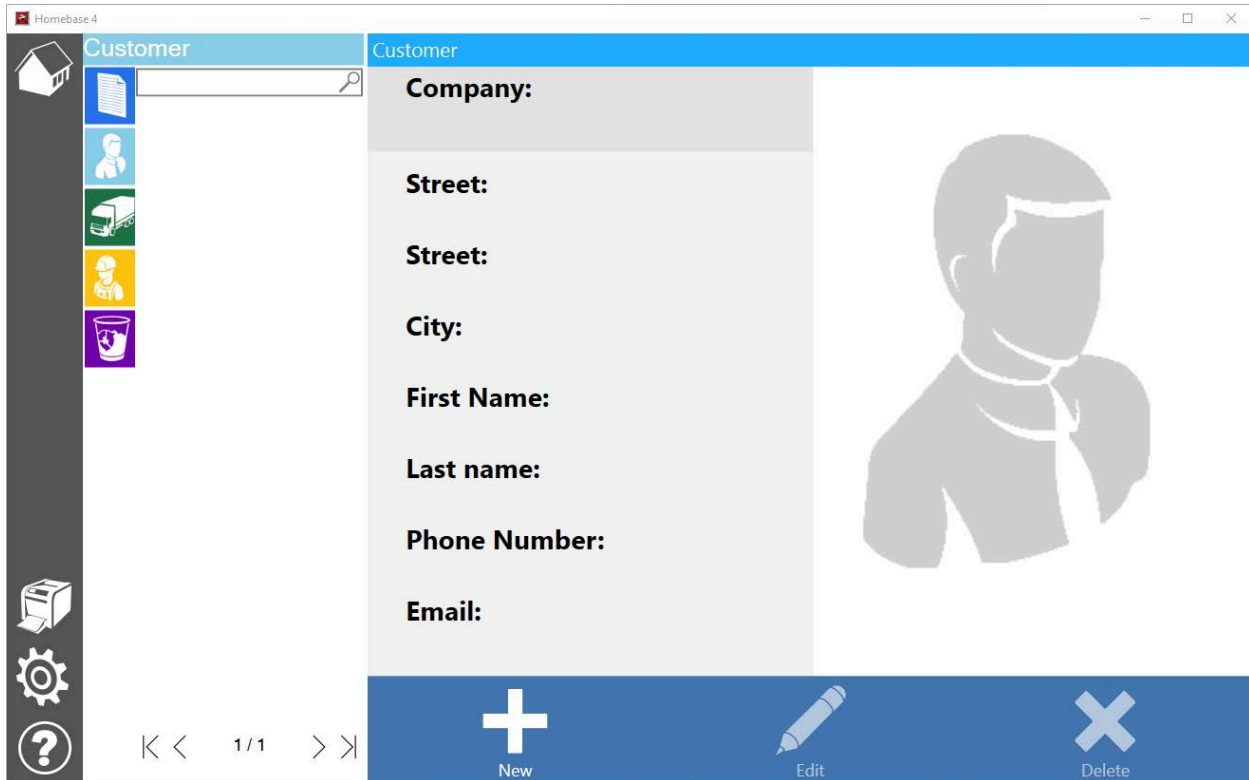 Homebase 4
Customer
Customer
Company:
Street:
Street:
City:
First Name:
Last name:
Phone Number:
Email:
1 / 1
New
Edit
Delete